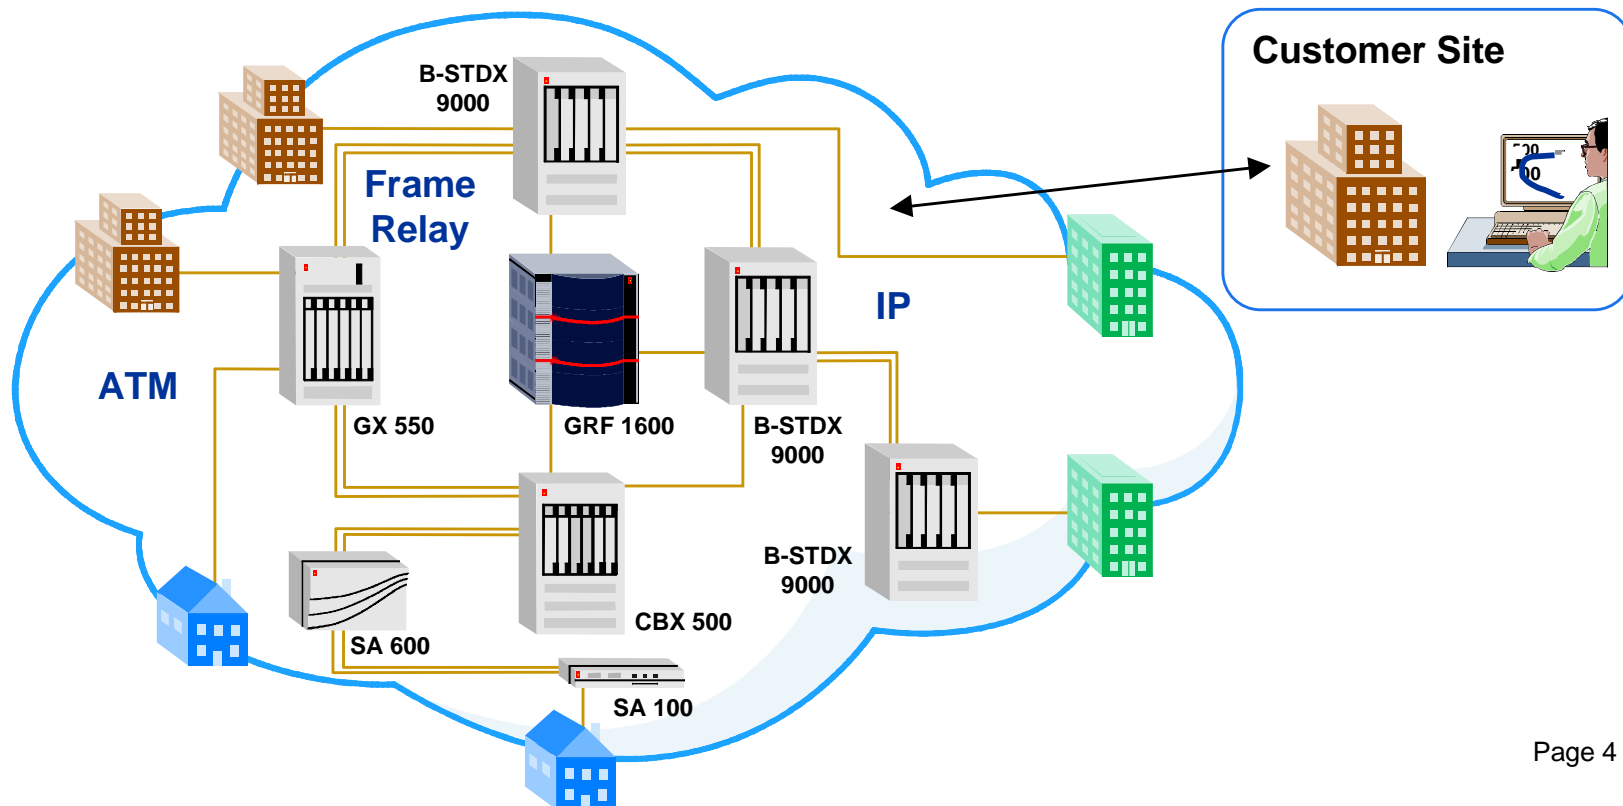 B-STDX
9000
Customer Site
500
Frame
Relay
IP
ATM
GX 550
GRF 1600
B-STDX
9000
B-STDX
9000
CBX 500
SA 600
SA 100
Page 4